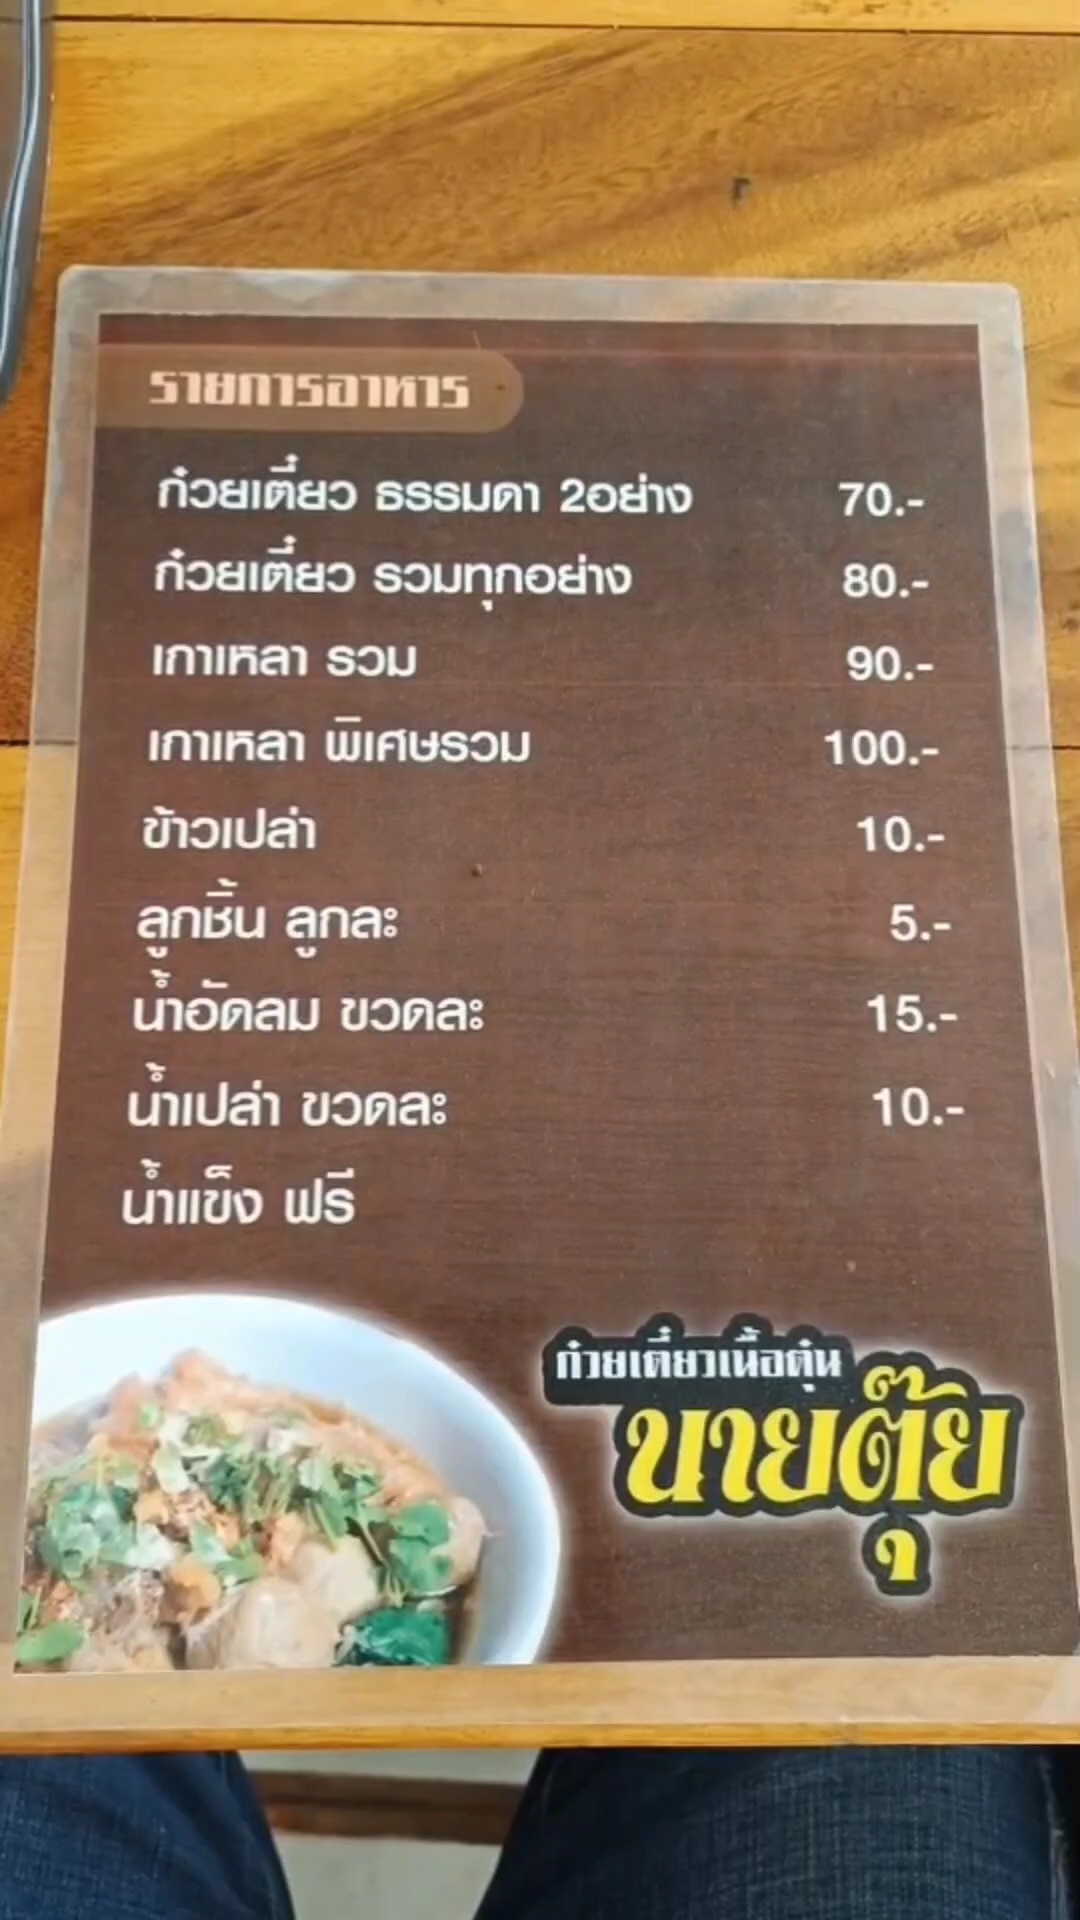 รายการอาหาร
ก๋วยเตี๋ยว ธรรมดา 2อย่าง 70.-
ก๋วยเตี๋ยว รวมทุกอย่าง 80.-
เกาเหลา รวม 90.-
เกาเหลา พิเศษรวม 100.-
ข้าวเปล่า 10.-
ลูกชิ้น ลูกละ 5.-
น้ำอัดลม ขวดละ 15.-
น้ำเปล่า ขวดละ 10.-
น้ำแข็ง ฟรี
ก๋วยเตี๋ยวเนื้อตุ๋น
นายตุ๊ย